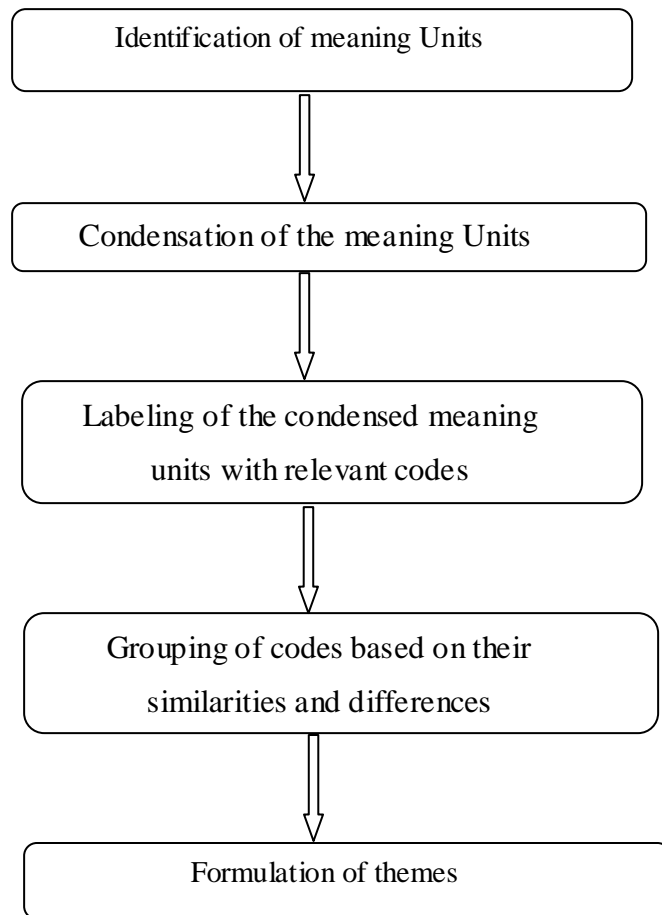 Identification of meaning Units
Condensation of the meaning Units
Labeling of the condensed meaning
units with relevant codes
Grouping of codes based on their
similarities and differences
Formulation of themes